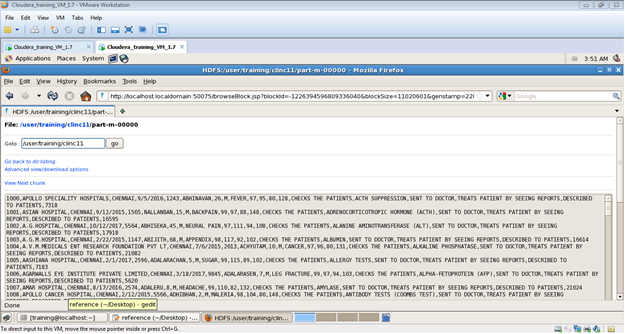 Cloudera_training_VM_1.7 - VMware Workstation
File Edit View VM Tabs Help
Cloudera_training_VM_1.7 Cloudera_training_VM_1.7
Applications Places System 3:51 AM
HDFS:/user/training/clinc11/part-m-00000 - Mozilla Firefox
File Edit View History Bookmarks Tools Help
http://localhost.localdomain:50075/browseBlock.jsp?blockId=-1226394596809336040&blockSize=11020601&genstamp=22 Google
HDFS:/user/training/clinc11/part-...
File: /user/training/clinc11/part-m-00000
Goto : /user/training/clinc11 go
Go back to dir listing
Advanced view/download options
View Next chunk
1000,APOLLO SPECIALITY HOSPITALS,CHENNAI,9/5/2016,1243,ABHINAVAN,26,M,FEVER,97,95,80,128,CHECKS THE PATIENTS,ACTH SUPPRESSION,SENT TO DOCTOR,TREATS PATIENT BY SEEING REPORTS,DESCRIBED
TO PATIENTS,7318
1001,ASIAN HOSPITAL,CHENNAI,9/12/2015,1565,NALLANBAN,15,M,BACKPAIN,99,97,88,148,CHECKS THE PATIENTS,ADRENOCORTICOTROPIC HORMONE (ACTH),SENT TO DOCTOR,TREATS PATIENT BY SEEING
REPORTS,DESCRIBED TO PATIENTS,16595
1002,A.G.HOSPITAL,CHENNAI,10/12/2017,5564,ABHISEKA,45,M,NEURAL PAIN,97,111,94,108,CHECKS THE PATIENTS,ALANINE AMINOTRANSFERASE (ALT),SENT TO DOCTOR,TREATS PATIENT BY SEEING
REPORTS,DESCRIBED TO PATIENTS,17918
1003,A.G.M.HOSPITAL,CHENNAI,2/22/2015,1147,ABIJITH,60,M,APPENDIX,98,117,92,102,CHECKS THE PATIENTS,ALBUMIN,SENT TO DOCTOR,TREATS PATIENT BY SEEING REPORTS,DESCRIBED TO PATIENTS,16614
1004,A.V.M.MEDICALS ENT RESEARCH FOUNDATION PVT LT,CHENNAI,7/6/2015,2013,ACHYUTAM,10,M,CANCER,97,96,80,131,CHECKS THE PATIENTS,ALKALINE PHOSPHATASE,SENT TO DOCTOR,TREATS PATIENT BY
SEEING REPORTS,DESCRIBED TO PATIENTS,21082
1005,AASHIANA HOSPITAL,CHENNAI,12/21/2017,2596,ADALARACHAN,5,M,SUGAR,99,115,89,102,CHECKS THE PATIENTS,ALLERGY TESTS,SENT TO DOCTOR,TREATS PATIENT BY SEEING REPORTS,DESCRIBED TO
PATIENTS,7183
1006,AGARWALLS EYE INSTITUTE PRIVATE LIMITED,CHENNAI,3/18/2017,9845,ADALARASEN,7,M,LEG FRACTURE,99,97,94,103,CHECKS THE PATIENTS,ALPHA-FETOPROTEIN (AFP),SENT TO DOCTOR,TREATS
PATIENT BY SEEING REPORTS,DESCRIBED TO PATIENTS,5620
1007,AMAR HOSPITAL,CHENNAI,8/17/2016,2574,ADALERU,8,M,HEADACHE,99,110,82,132,CHECKS THE PATIENTS,AMYLASE,SENT TO DOCTOR,TREATS PATIENT BY SEEING REPORTS,DESCRIBED TO PATIENTS,21029
1008,APOLLO CANCER HOSPITAL,CHENNAI,2/12/2015,5566,ADHIBAN,2,M,MALERIA,98,104,80,148,CHECKS THE PATIENTS,ANTIBODY TESTS (COOMBS TEST),SENT TO DOCTOR,TREATS PATIENT BY SEEING
Done
reference (~/Desktop) - gedit
[training@localhost:~] reference (~/Desktop) - g... HDFS:/user/training/clin...
To direct input to this VM, move the mouse pointer inside or press Ctrl+G.